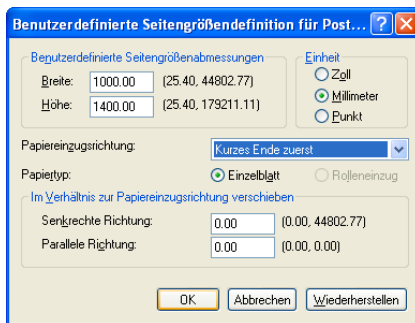 Benutzerdefinierte Seitengrößendefinition für Post...
Benutzerdefinierte Seitengrößenabmessungen
Breite: 1000.00 (25.40, 44802.77)
Höhe: 1400.00 (25.40, 179211.11)
Einheit
Zoll
Millimeter
Punkt
Papiereinzugsrichtung: Kurzes Ende zuerst
Papiertyp: Einzelblatt Rolleneinzug
Im Verhältnis zur Papiereinzugsrichtung verschieben
Senkrechte Richtung: 0.00 (0.00, 44802.77)
Parallele Richtung: 0.00 (0.00, 0.00)
OK Abbrechen Wiederherstellen